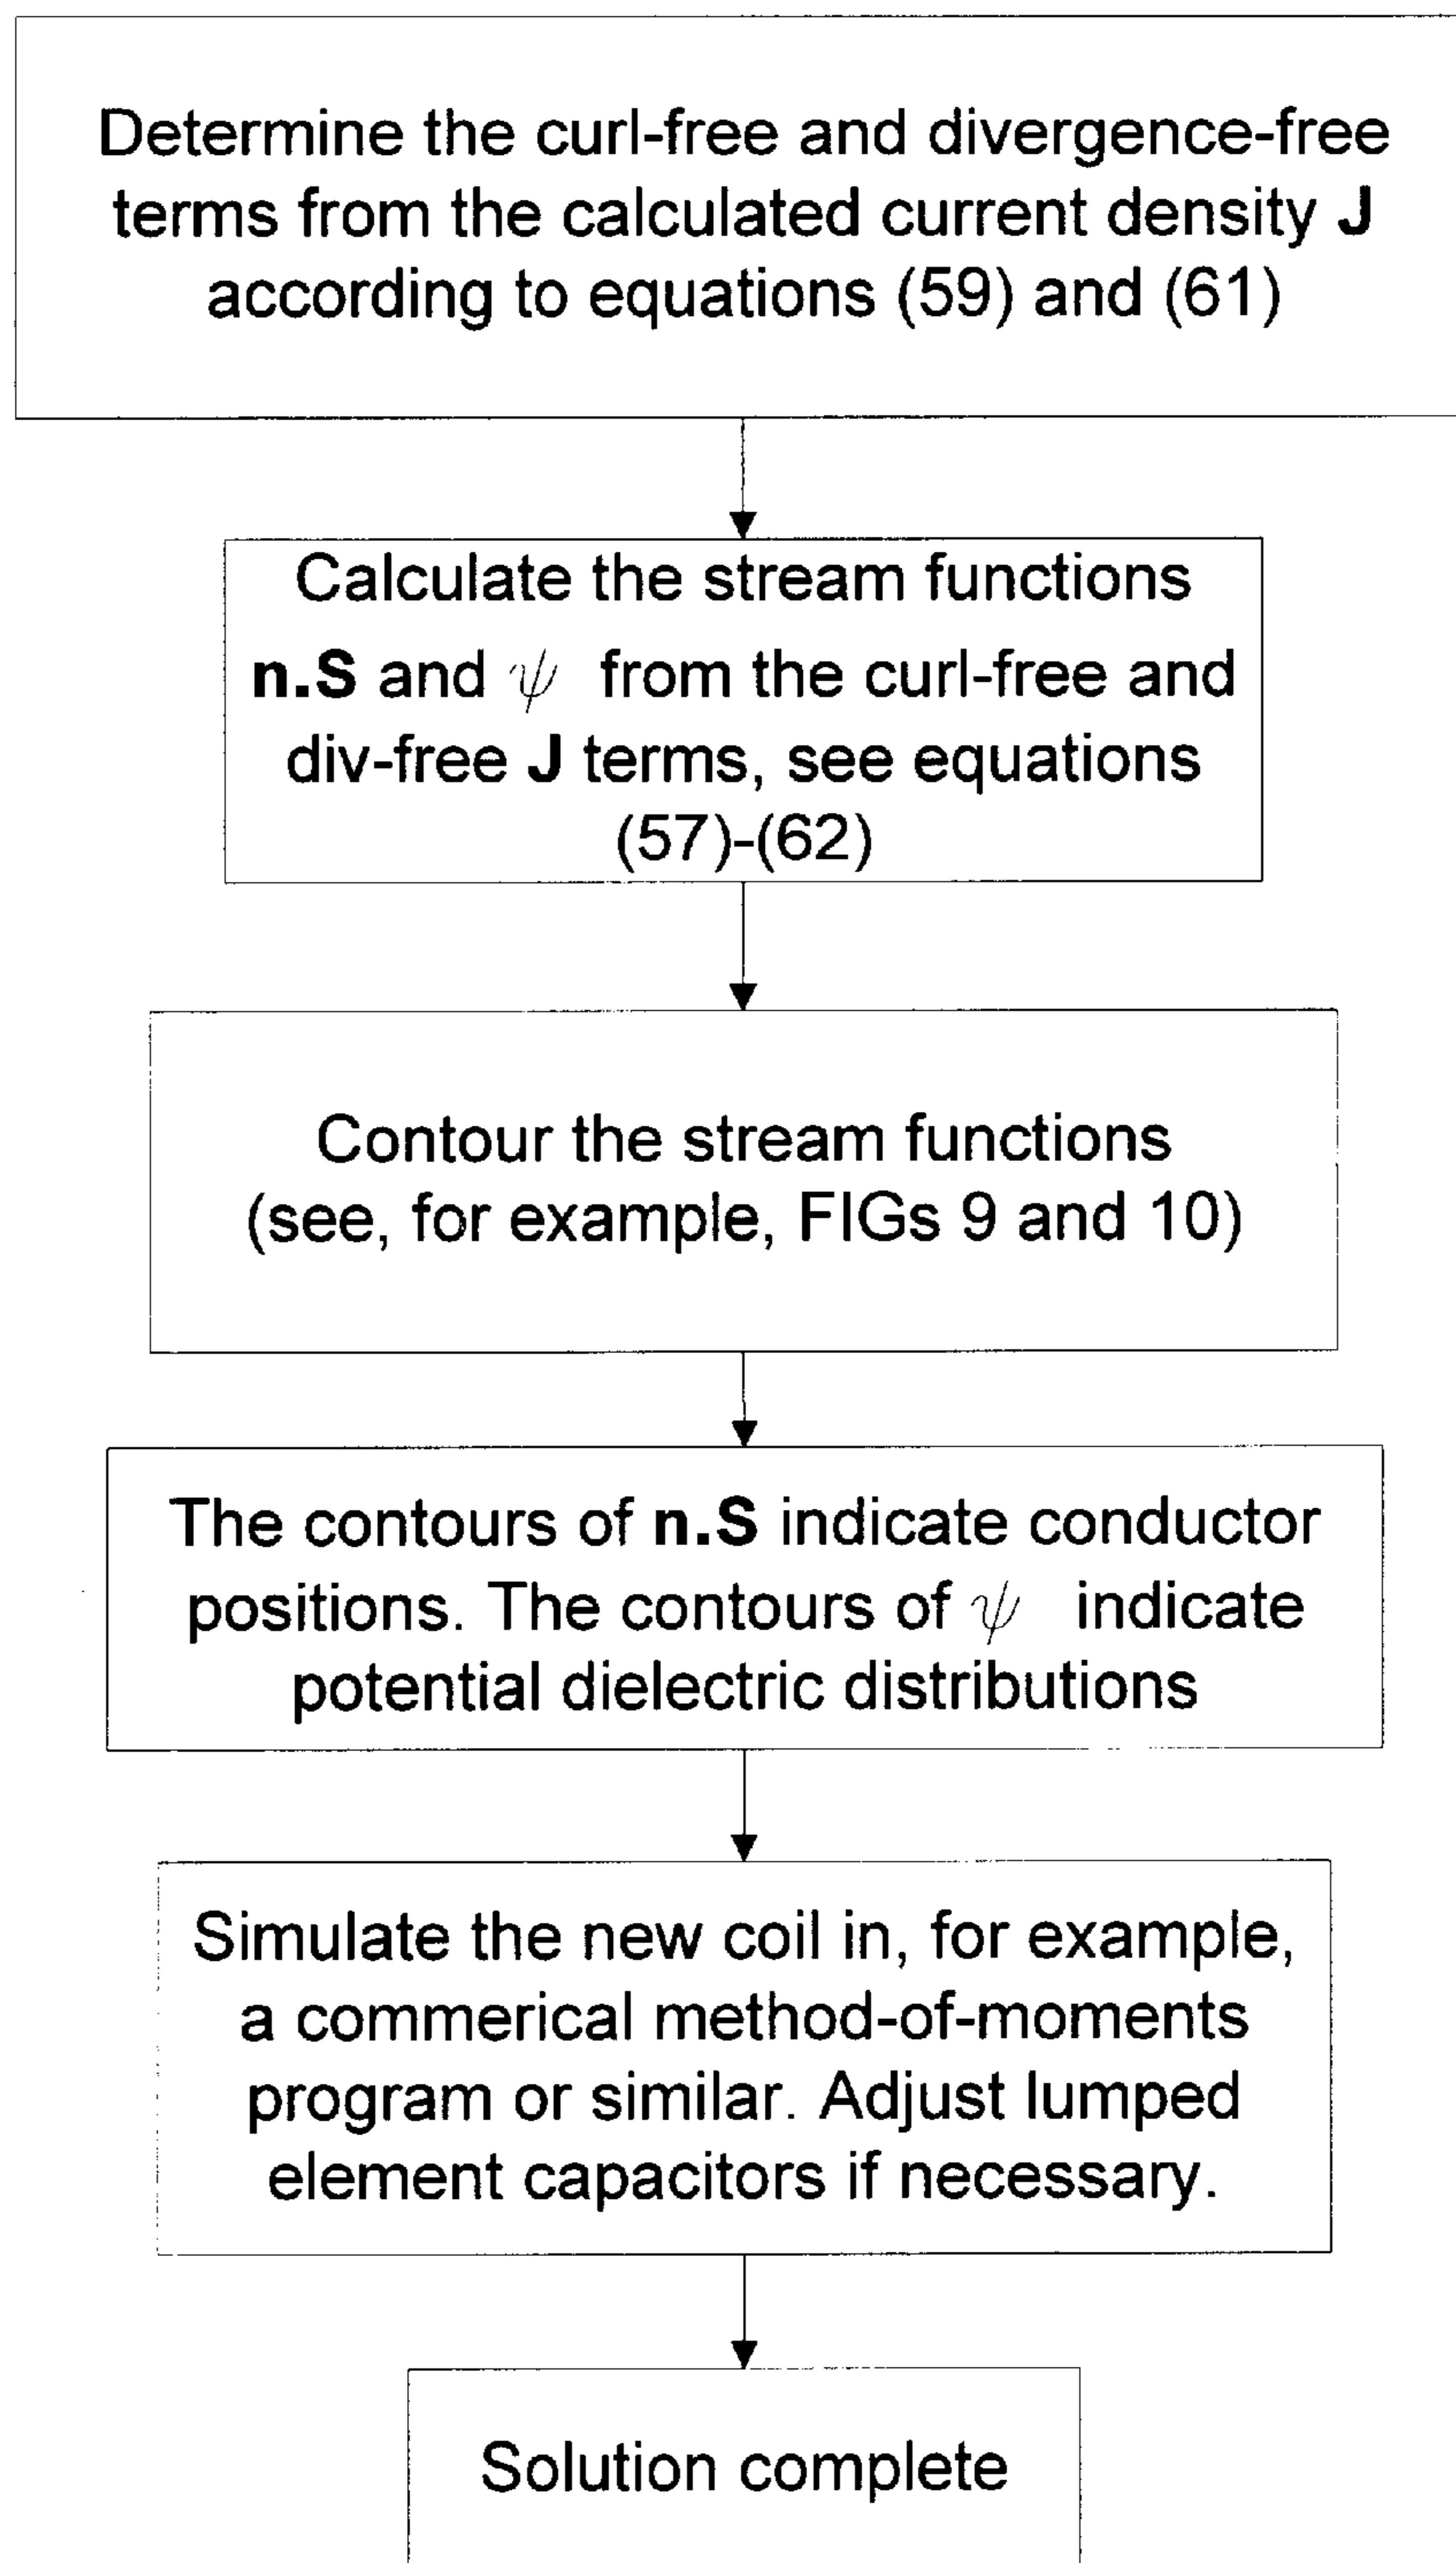 Determine the curl-free and divergence-free
terms from the calculated current density J
according to equations (59) and (61)
Calculate the stream functions
n.S and ψ from the curl-free and
div-free J terms, see equations
(57)-(62)
Contour the stream functions
(see, for example, FIGs 9 and 10)
The contours of n.S indicate conductor
positions. The contours of ψ indicate
potential dielectric distributions
Simulate the new coil in, for example,
a commerical method-of-moments
program or similar. Adjust lumped
element capacitors if necessary.
Solution complete